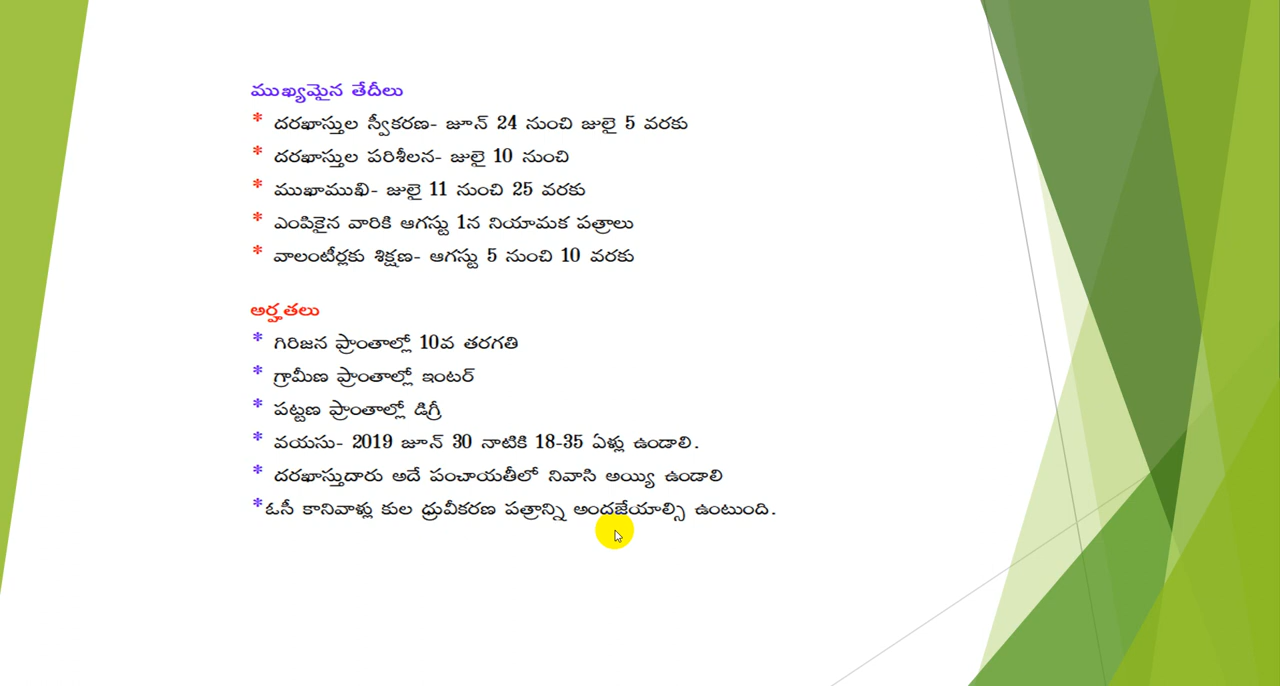 ముఖ్యమైన తేదీలు
* దరఖాస్తుల స్వీకరణ- జూన్ 24 నుంచి జులై 5 వరకు
* దరఖాస్తుల పరిశీలన- జులై 10 నుంచి
* ముఖాముఖి- జులై 11 నుంచి 25 వరకు
* ఎంపికైన వారికి ఆగస్టు 1న నియామక పత్రాలు
* వాలంటీర్లకు శిక్షణ- ఆగస్టు 5 నుంచి 10 వరకు
అర్హతలు
* గిరిజన ప్రాంతాల్లో 10వ తరగతి
* గ్రామీణ ప్రాంతాల్లో ఇంటర్
* పట్టణ ప్రాంతాల్లో డిగ్రీ
* వయసు- 2019 జూన్ 30 నాటికి 18-35 ఏళ్లు ఉండాలి.
* దరఖాస్తుదారు అదే పంచాయతీలో నివాసి అయ్యి ఉండాలి
*ఓసీ కానివాళ్లు కుల ధ్రువీకరణ పత్రాన్ని అందజేయాల్సి ఉంటుంది.